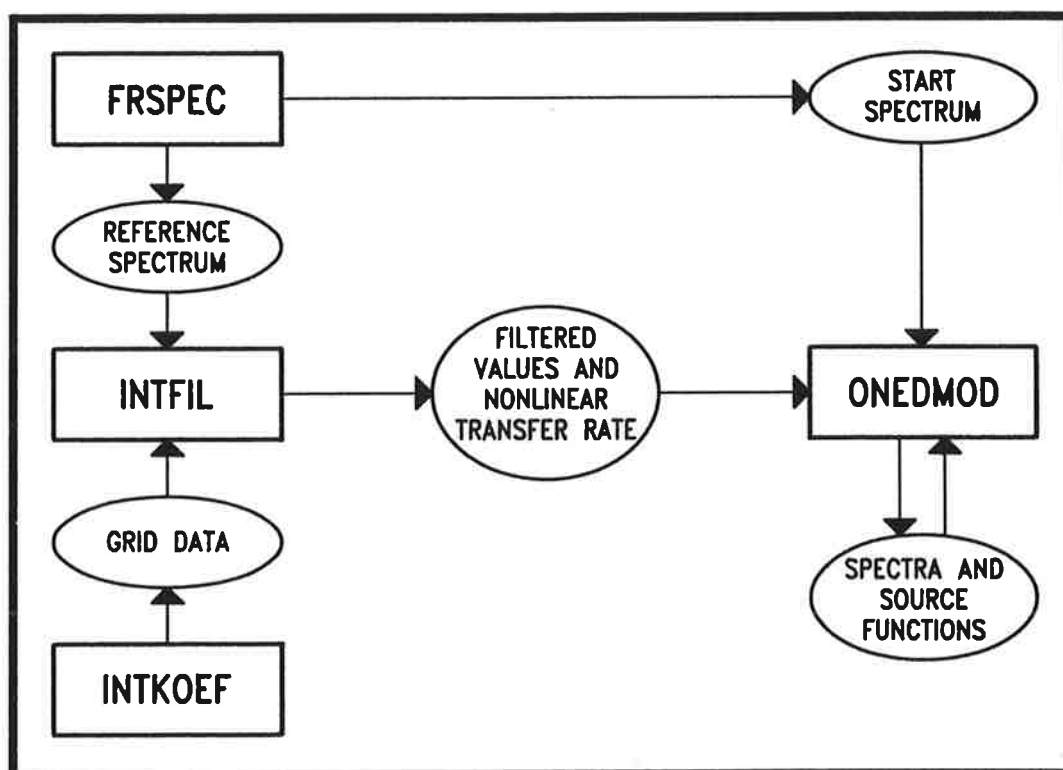 FRSPEC
START
SPECTRUM
REFERENCE
SPECTRUM
INTFIL
FILTERED
VALUES AND
NONLINEAR
TRANSFER RATE
ONEDMOD
GRID DATA
SPECTRA AND
SOURCE
FUNCTIONS
INTKOEF